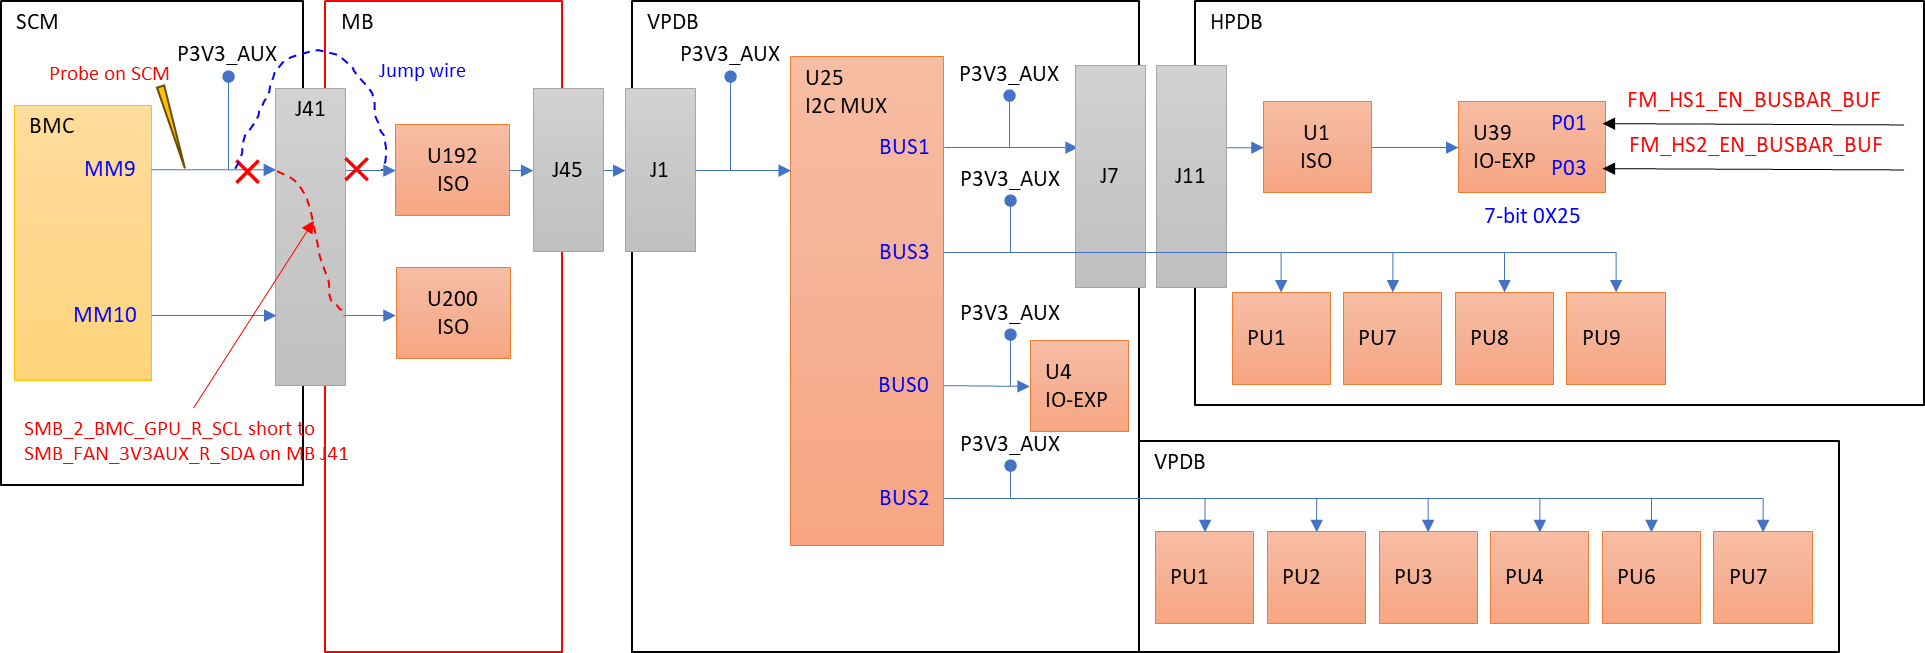 SCM
MB
VPDB
HPDB
P3V3_AUX
Probe on SCM
Jump wire
J41
BMC
MM9
MM10
U192
ISO
U200
ISO
SMB_2_BMC_GPU_R_SCL short to
SMB_FAN_3V3AUX_R_SDA on MB J41
J45
J1
P3V3_AUX
U25
I2C MUX
BUS1
BUS3
BUS0
BUS2
P3V3_AUX
P3V3_AUX
P3V3_AUX
U4
IO-EXP
P3V3_AUX
J7
J11
U1
ISO
U39
IO-EXP
P01
P03
7-bit 0X25
FM_HS1_EN_BUSBAR_BUF
FM_HS2_EN_BUSBAR_BUF
PU1
PU7
PU8
PU9
VPDB
PU1
PU2
PU3
PU4
PU6
PU7